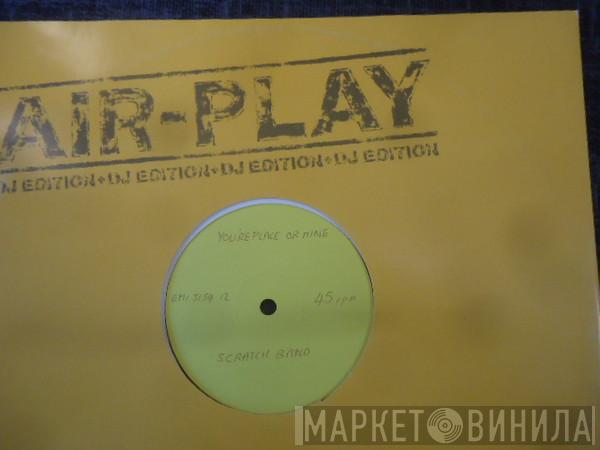 AIR-PLAY
DJ EDITION+DJ EDITION+DJ EDITION+DJ EDITION
YOU'RE PLACE OR MINE
EMI 5154 12
45 rpm
SCRATCH BAND
МАРКЕТ ВИНИЛА